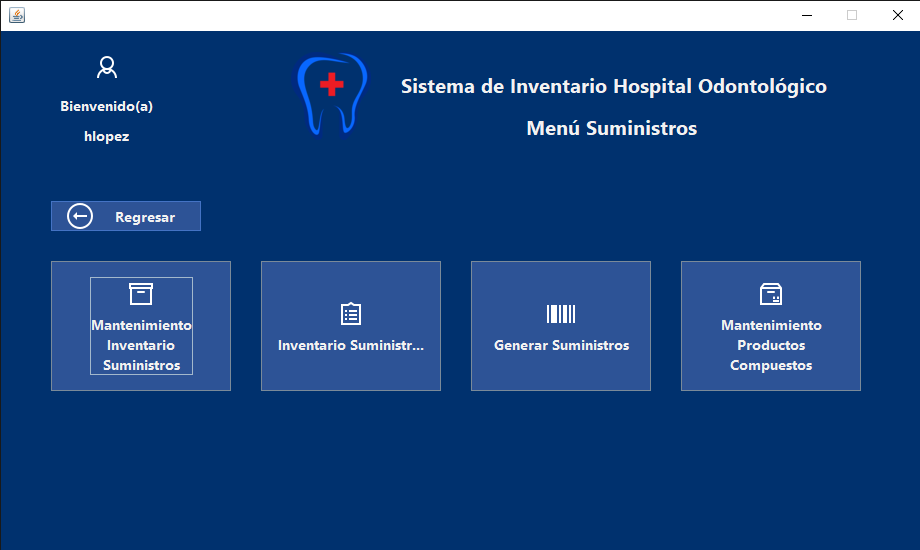 Bienvenido(a)
hlopez
Sistema de Inventario Hospital Odontológico
Menú Suministros
Regresar
Mantenimiento
Inventario
Suministros
Inventario Suministr...
Generar Suministros
Mantenimiento
Productos
Compuestos